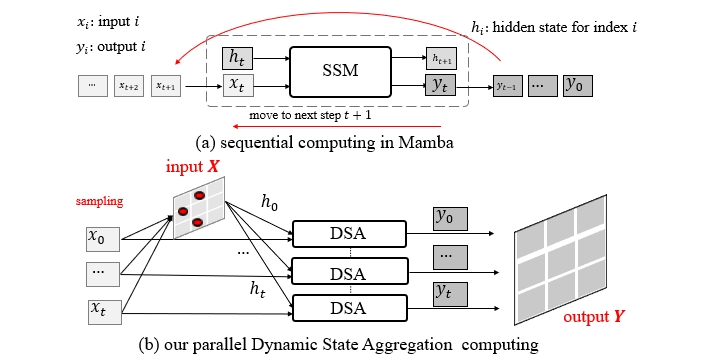 x_i: input i
y_i: output i
h_i: hidden state for index i
h_t
h_{t+1}
SSM
... x_{t+2} x_{t+1} x_t y_t y_{t−1} ... y_0
move to next step t + 1
(a) sequential computing in Mamba
input X
sampling
h_0
y_0
x_0
DSA
...
...
...
DSA
h_t
y_t
x_t
DSA
output Y
(b) our parallel Dynamic State Aggregation computing